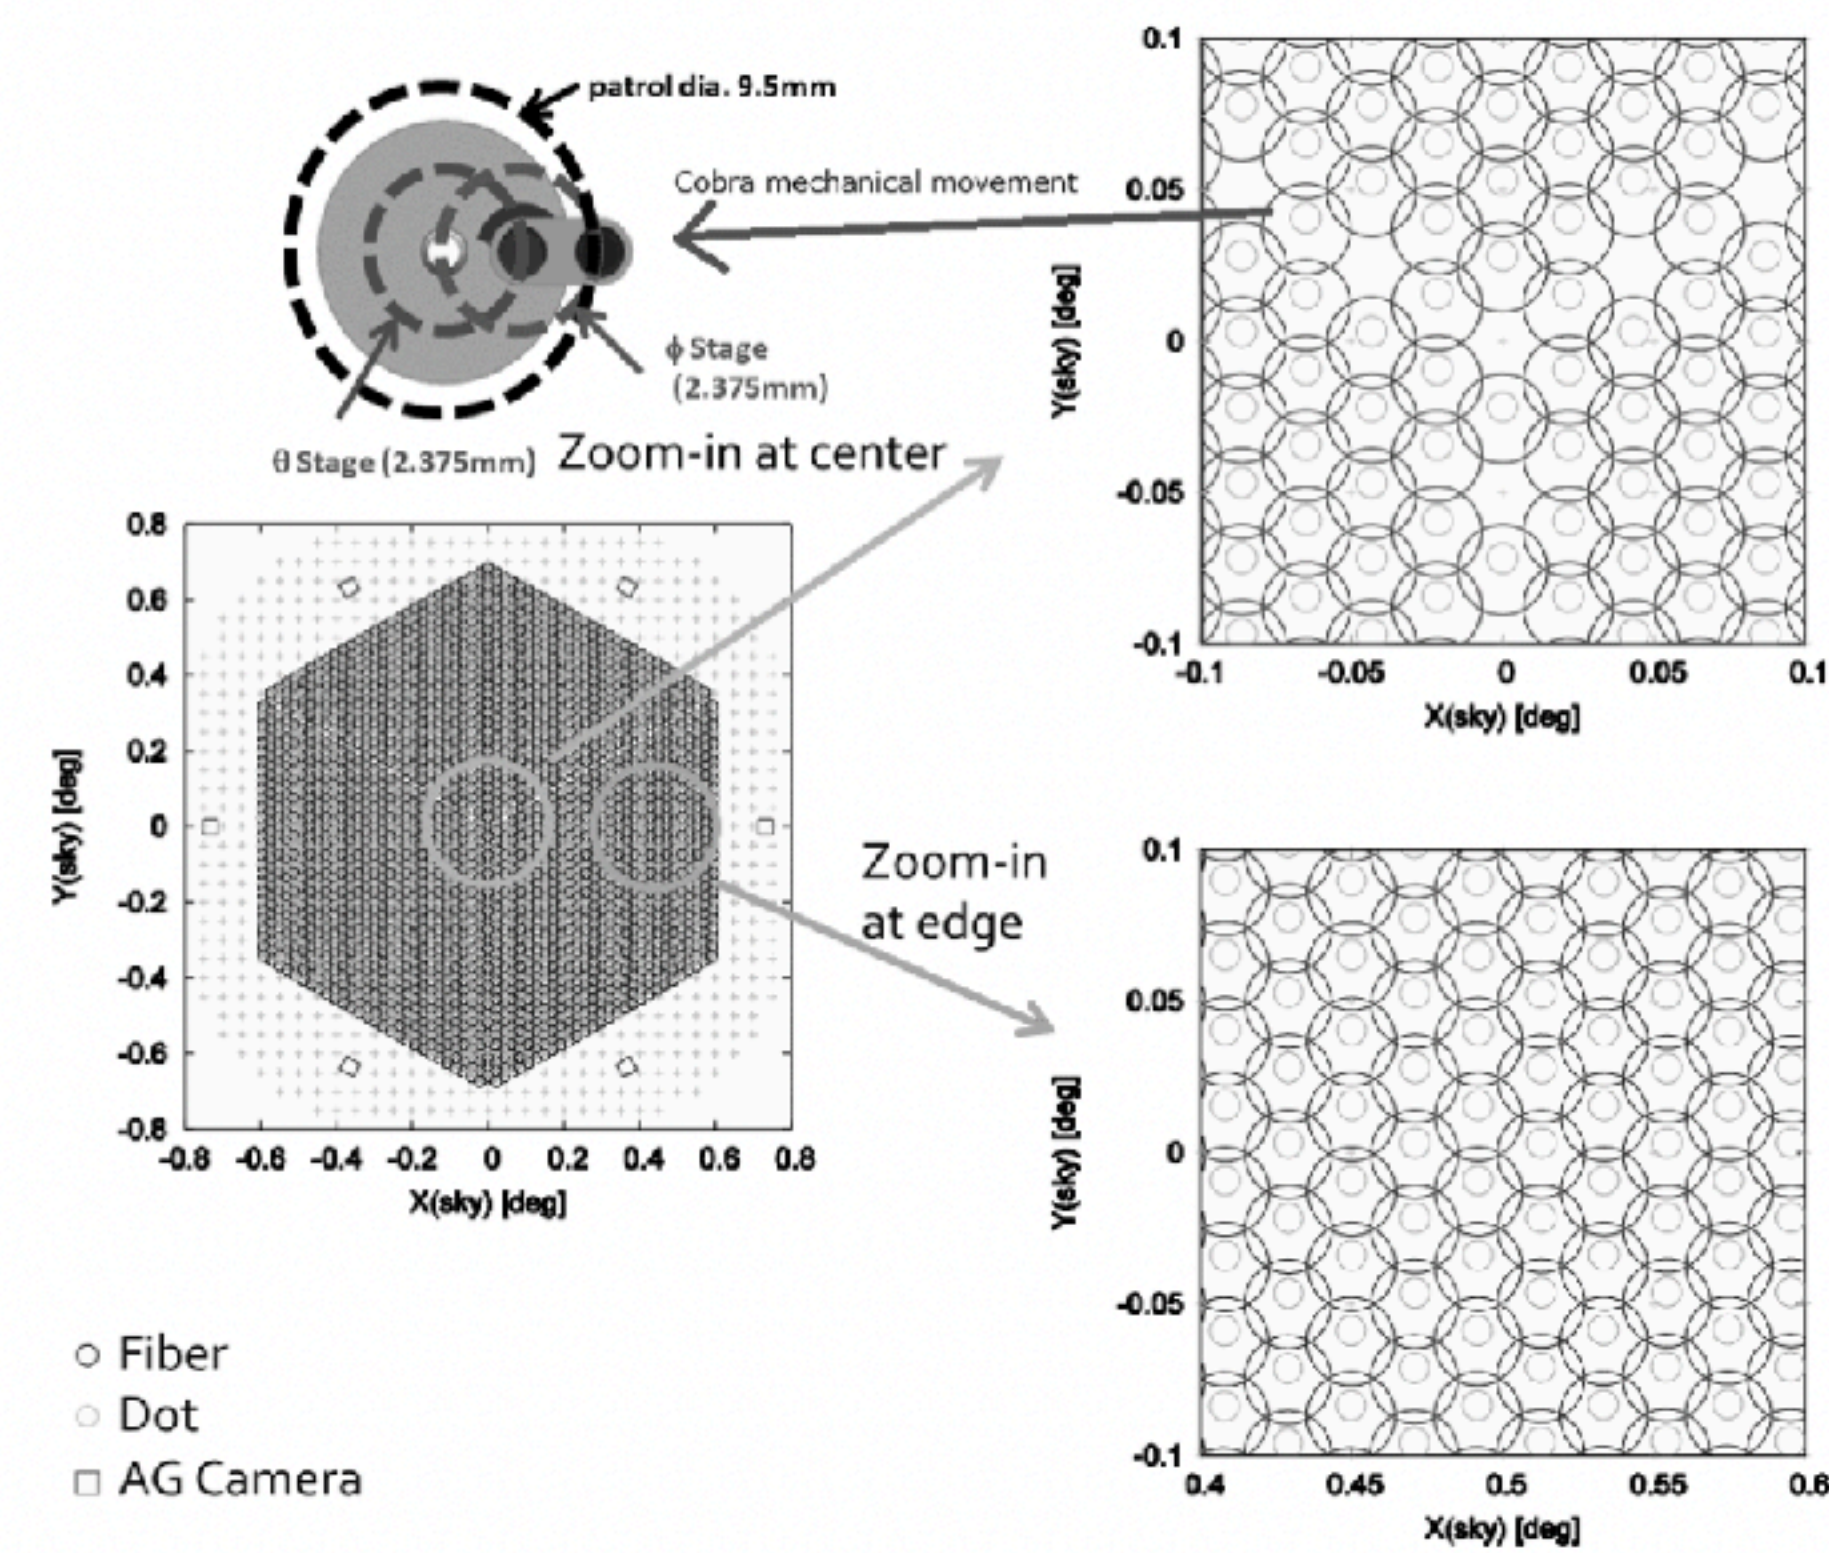 patrol dia. 9.5mm
Cobra mechanical movement
ϕ Stage
(2.375mm)
θ Stage (2.375mm)
Zoom-in at center
0.1
0.05
0
-0.05
-0.1
Y(sky) [deg]
-0.1 -0.05 0 0.05 0.1
X(sky) [deg]
0.8
0.6
0.4
0.2
0
-0.2
-0.4
-0.6
-0.8
Y(sky) [deg]
-0.8 -0.6 -0.4 -0.2 0 0.2 0.4 0.6 0.8
X(sky) [deg]
Zoom-in
at edge
0.1
0.05
0
-0.05
-0.1
Y(sky) [deg]
0.4 0.45 0.5 0.55 0.6
X(sky) [deg]
Fiber
Dot
AG Camera